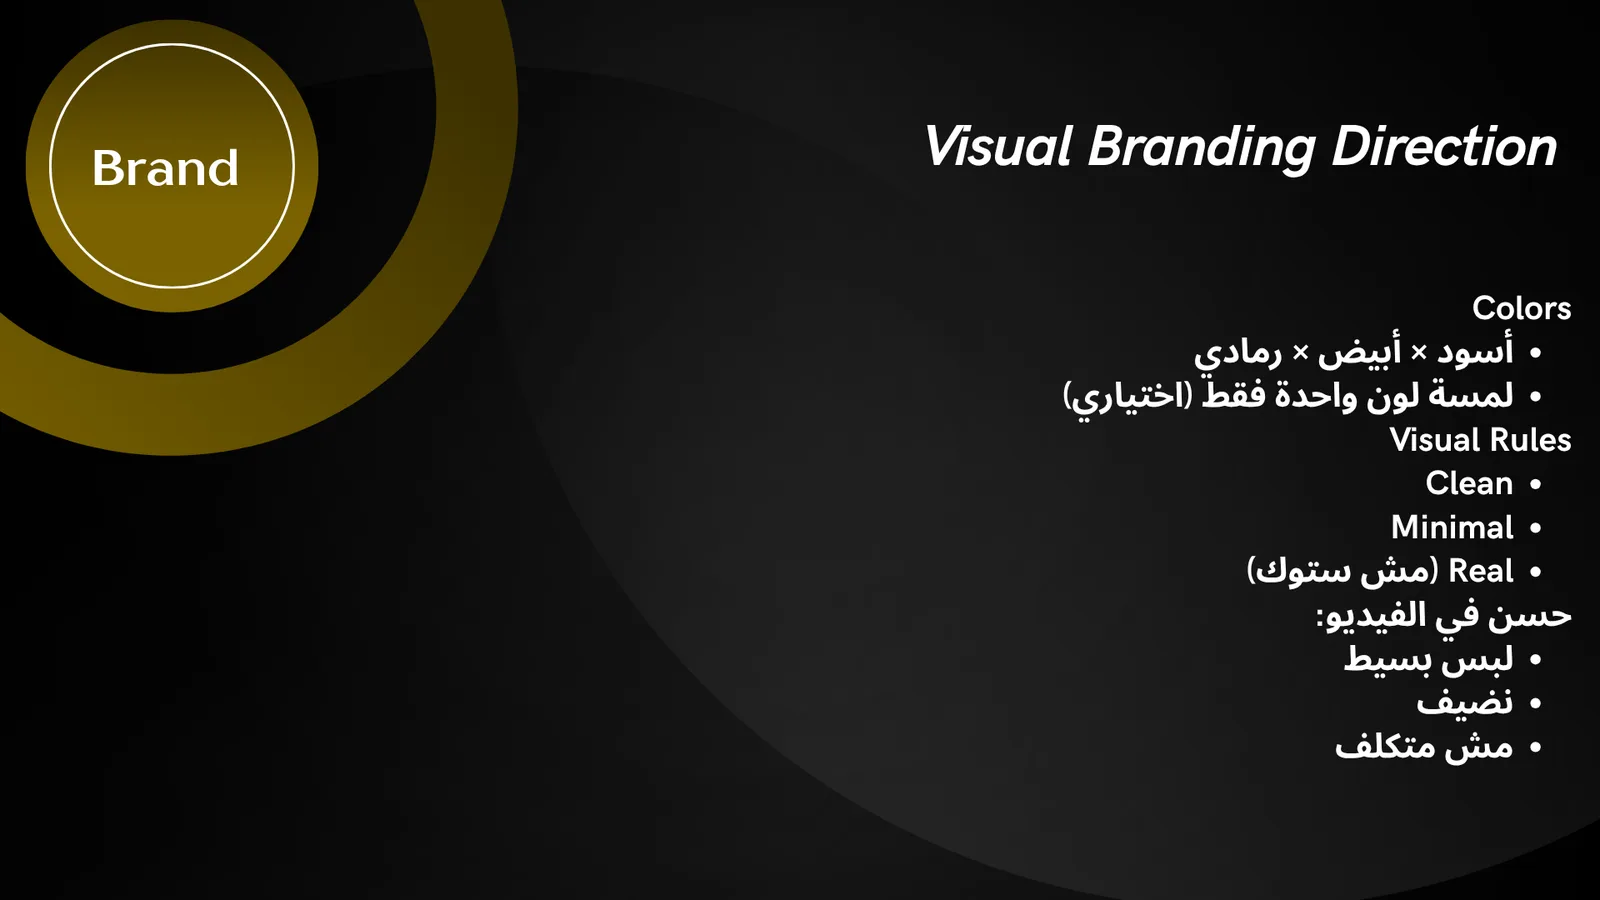 Brand
Visual Branding Direction
Colors
• أسود × أبيض × رمادي
• لمسة لون واحدة فقط (اختياري)
Visual Rules
• Clean
• Minimal
• Real (مش ستوك)
حسن في الفيديو:
• لبس بسيط
• نضيف
• مش متكلف